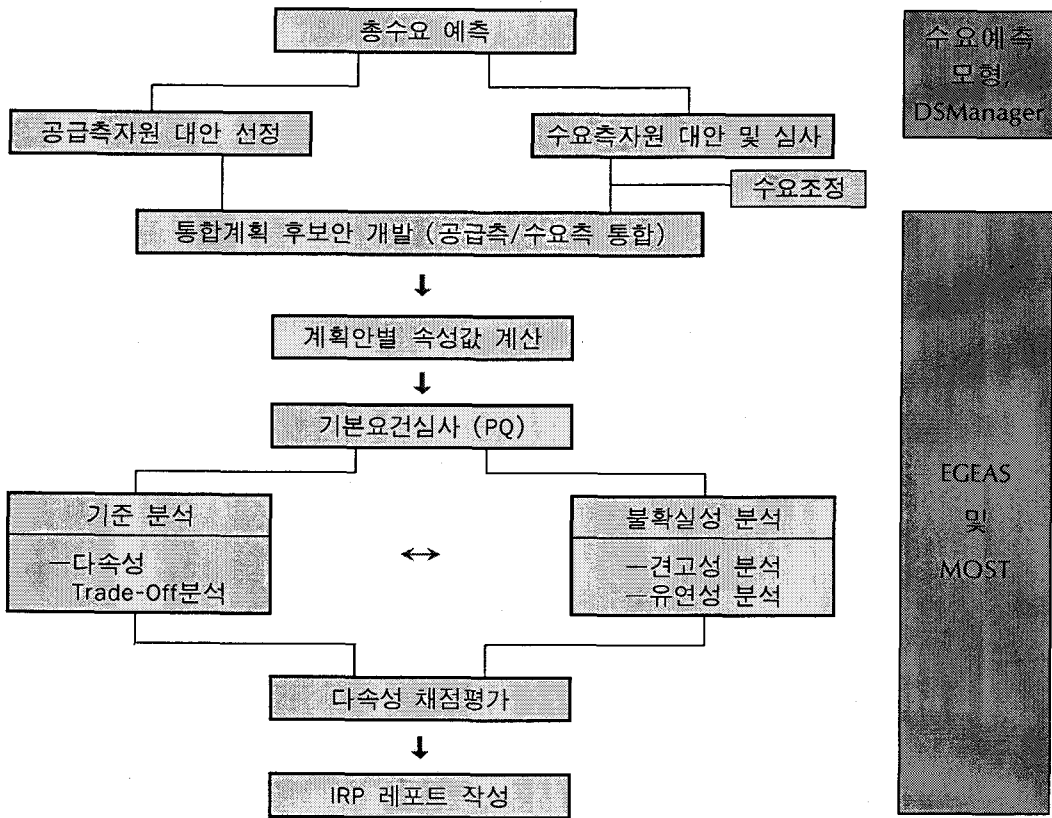 총수요 예측
수요예측
모형,
DSManager
공급측자원 대안 선정
수요측자원 대안 및 심사
수요조정
통합계획 후보안 개발 (공급측/수요측 통합)
계획안별 속성값 계산
기본요건심사 (PQ)
기준 분석
—다속성
Trade-Off분석
불확실성 분석
—견고성 분석
—유연성 분석
EGEAS
및
MOST
다속성 채점평가
IRP 레포트 작성